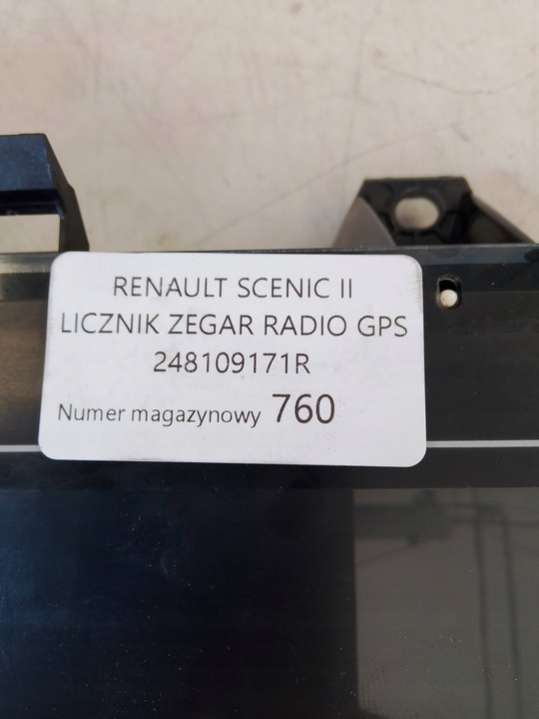 RENAULT SCENIC II
LICZNIK ZEGAR RADIO GPS
248109171R
Numer magazynowy 760